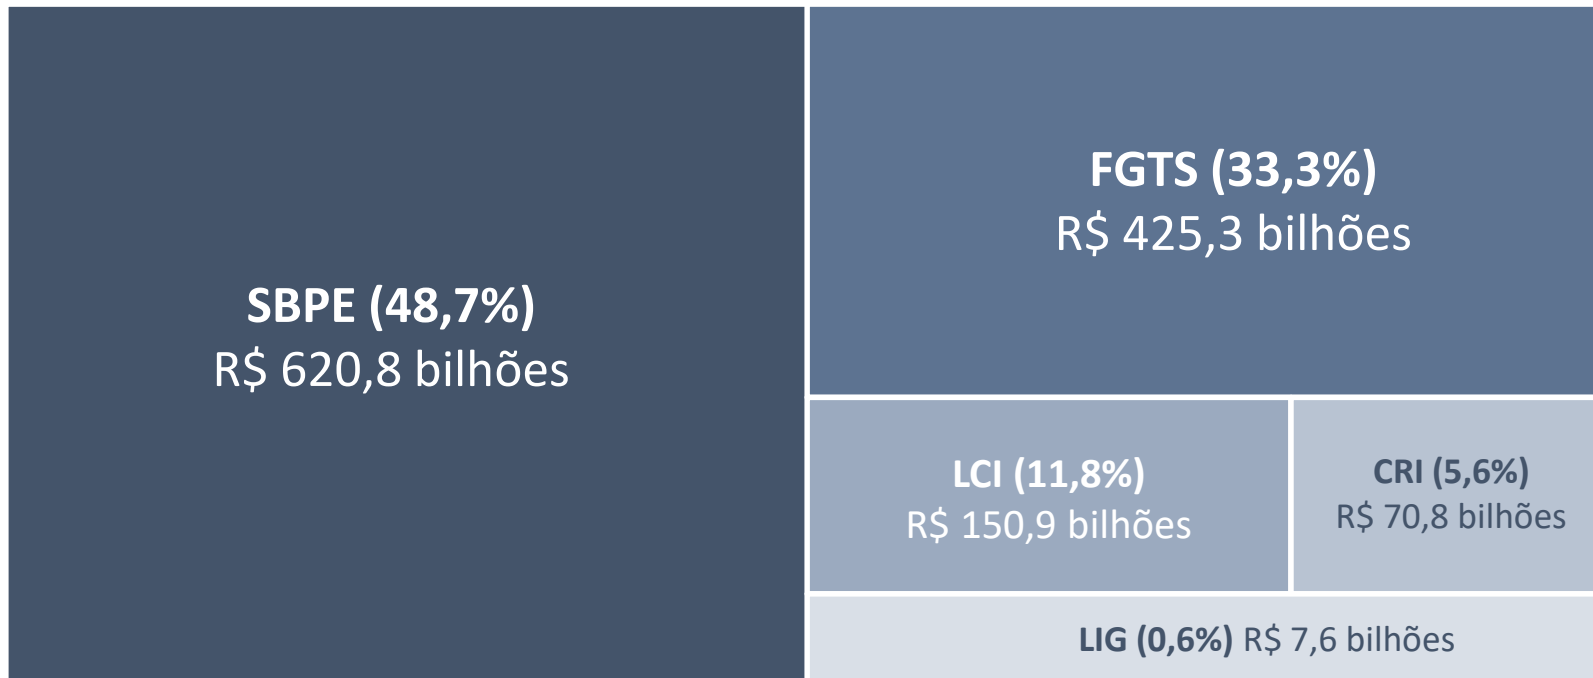 SBPE (48,7%)
R$ 620,8 bilhões
FGTS (33,3%)
R$ 425,3 bilhões
LCI (11,8%)
R$ 150,9 bilhões
CRI (5,6%)
R$ 70,8 bilhões
LIG (0,6%) R$ 7,6 bilhões